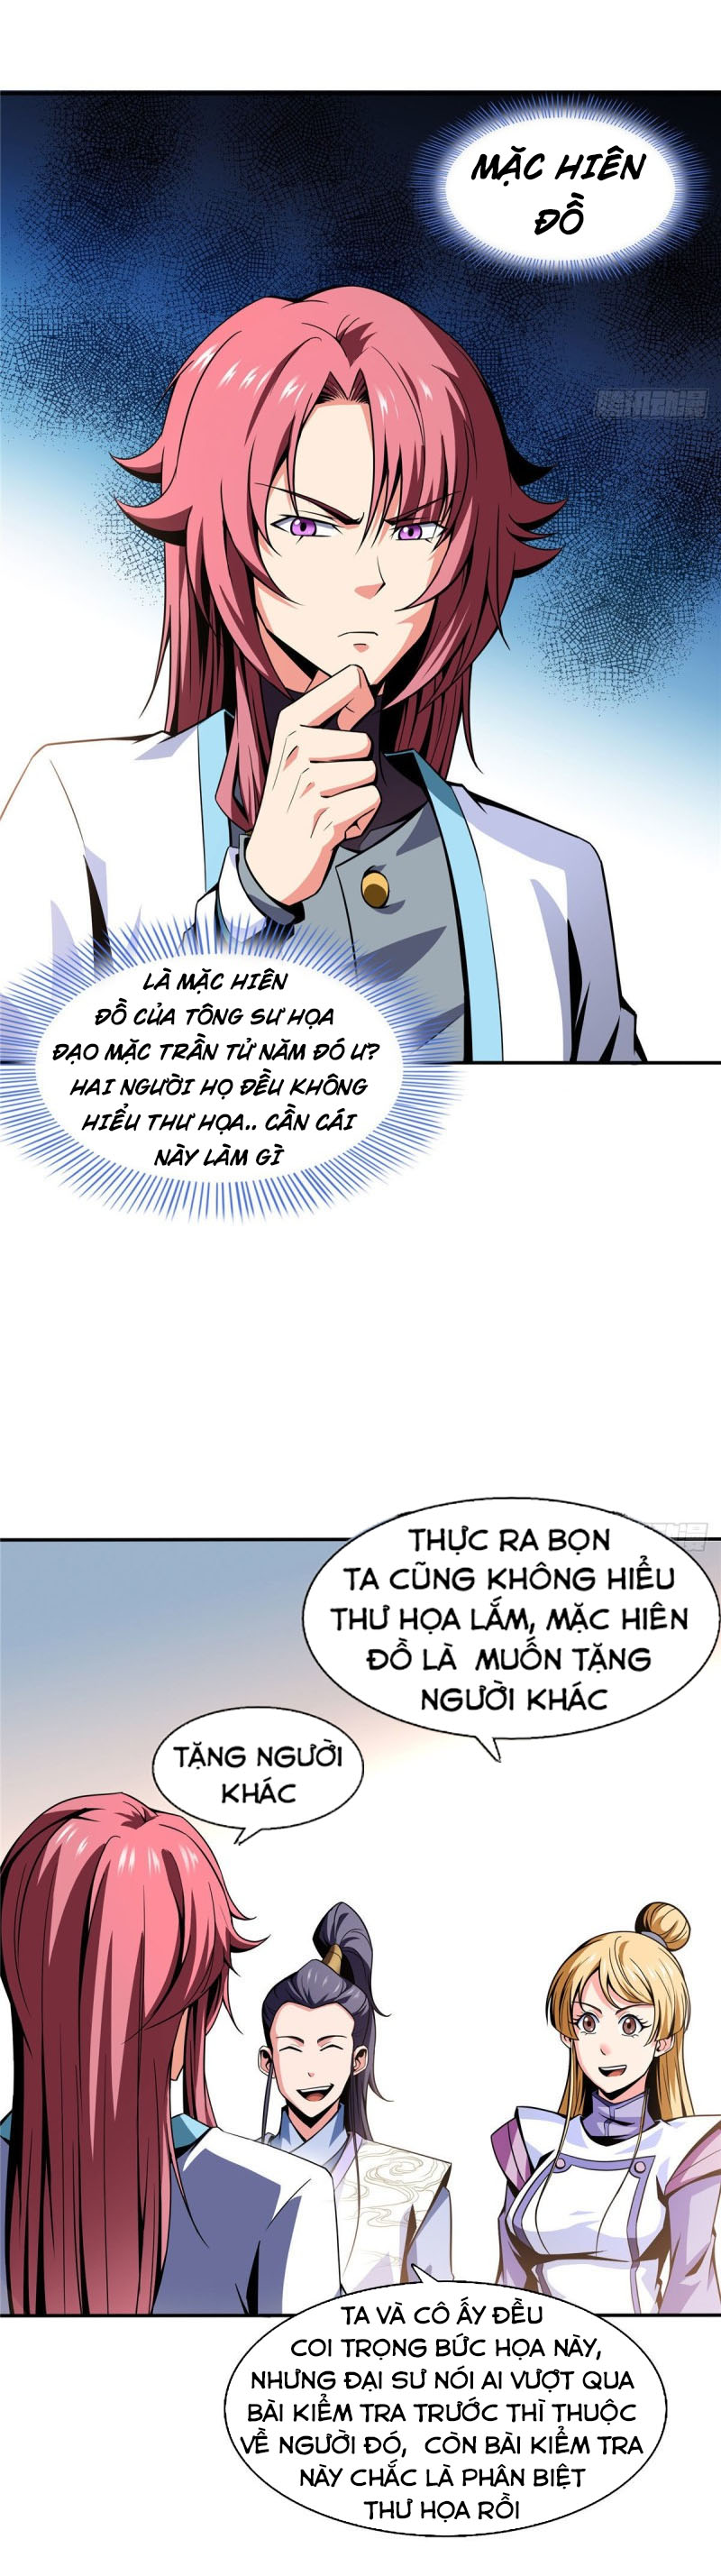 MẶC HIÊN
ĐỒ
腾讯动漫
LÀ MẶC HIÊN
ĐỒ CỦA TÔNG SƯ HỌA
ĐẠO MẶC TRẦN TỬ NĂM ĐÓ Ư?
HAI NGƯỜI HỌ ĐỀU KHÔNG
HIỂU THƯ HỌA.. CẦN CÁI
NÀY LÀM GÌ
THỰC RA BỌN
TA CŨNG KHÔNG HIỂU
THƯ HỌA LẮM, MẶC HIÊN
ĐỒ LÀ MUỐN TẶNG
NGƯỜI KHÁC
TẶNG NGƯỜI
KHÁC
TA VÀ CÔ ẤY ĐỀU
COI TRỌNG BỨC HỌA NÀY,
NHƯNG ĐẠI SƯ NÓI AI VƯỢT QUA
BÀI KIỂM TRA TRƯỚC THÌ THUỘC
VỀ NGƯỜI ĐÓ, CÒN BÀI KIỂM TRA
NÀY CHẮC LÀ PHÂN BIỆT
THƯ HỌA RỒI